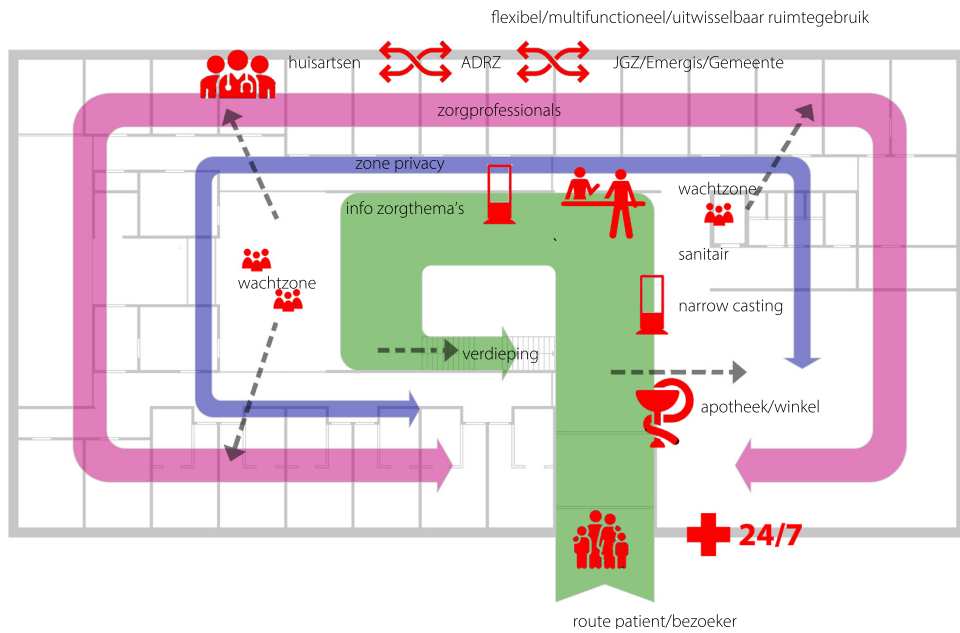 flexibel/multifunctioneel/uitwisselbaar ruimtegebruik
huisartsen
ADRZ
JGZ/Emergis/Gemeente
zorgprofessionals
zone privacy
info zorgthema's
wachtzone
sanitair
wachtzone
narrow casting
verdieping
apotheek/winkel
24/7
route patient/bezoeker